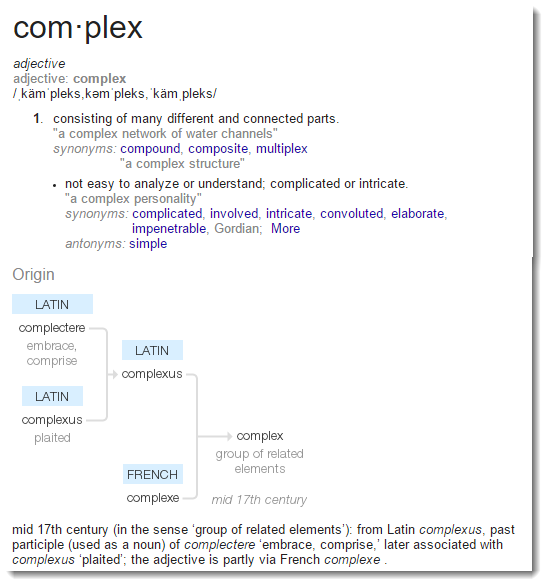 com·plex
adjective
adjective: complex
/ˌkämˈpleks,kəmˈpleks,ˈkämˌpleks/
1. consisting of many different and connected parts.
"a complex network of water channels"
synonyms: compound, composite, multiplex
"a complex structure"
• not easy to analyze or understand; complicated or intricate.
"a complex personality"
synonyms: complicated, involved, intricate, convoluted, elaborate,
impenetrable, Gordian; More
antonyms: simple
Origin
LATIN
complectere
embrace,
comprise
LATIN
complexus
plaited
LATIN
complexus
FRENCH
complexe
complex
group of related
elements
mid 17th century
mid 17th century (in the sense ‘group of related elements’): from Latin complexus, past
participle (used as a noun) of complectere ‘embrace, comprise,’ later associated with
complexus ‘plaited’; the adjective is partly via French complexe .